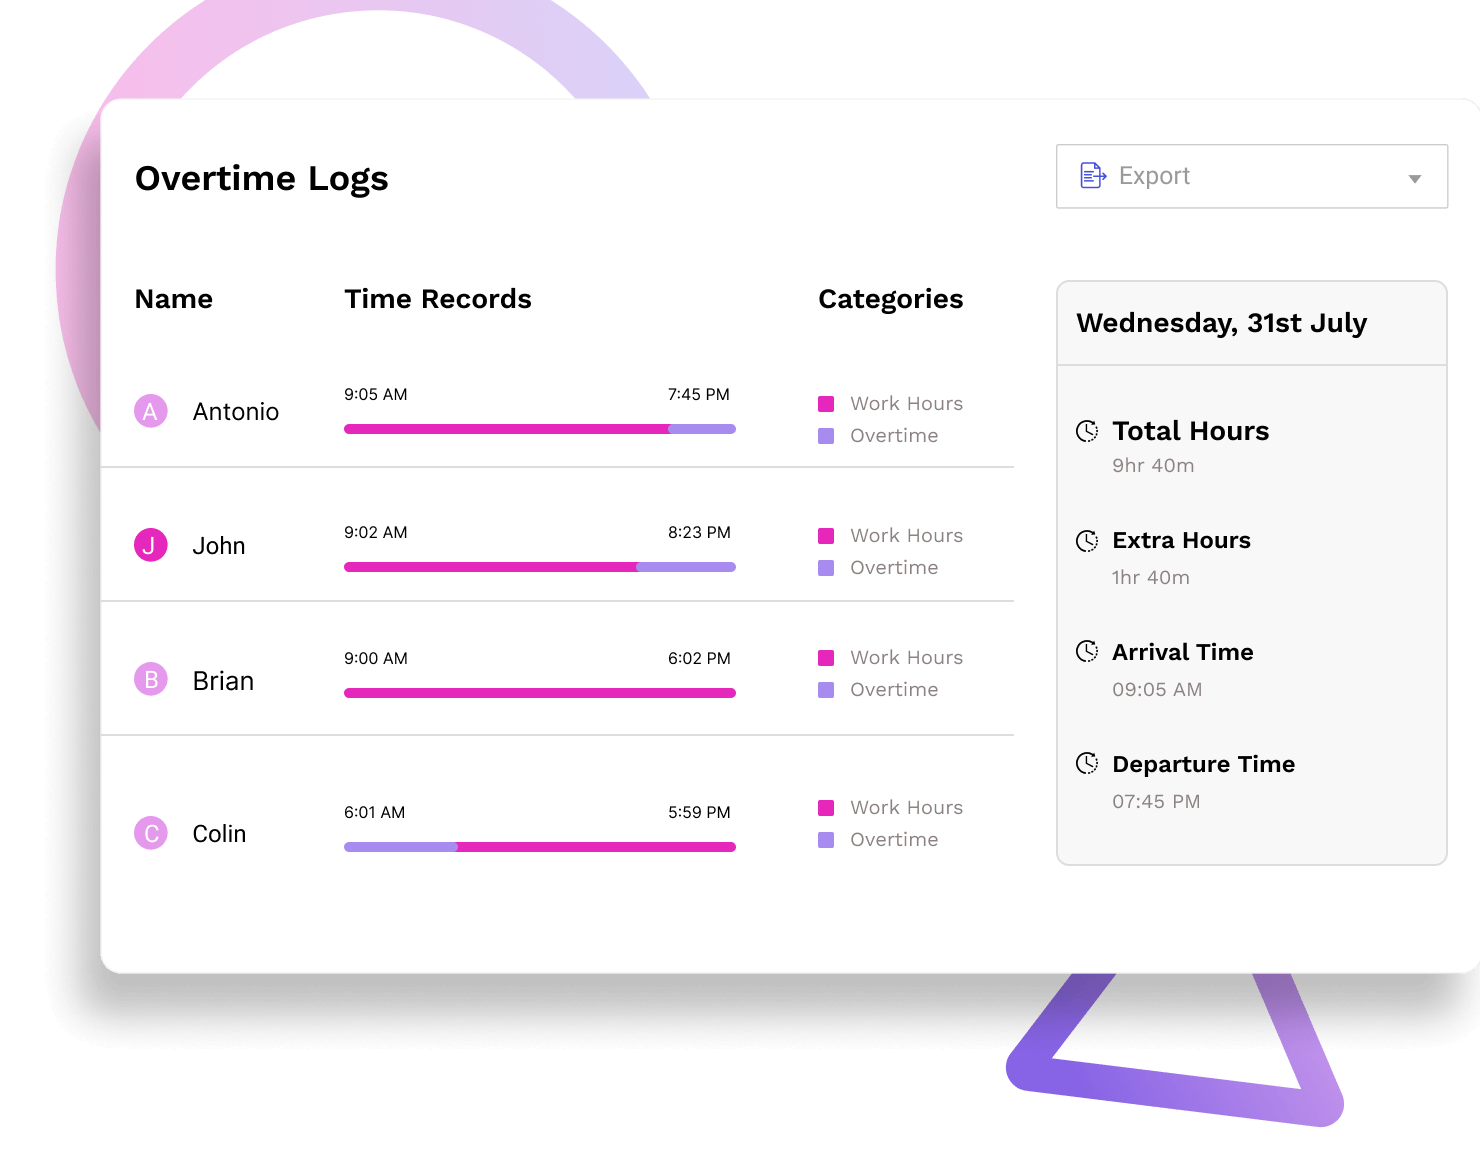 Overtime Logs
Export
Name Time Records Categories
9:05 AM 7:45 PM
A Antonio
Work Hours
Overtime
9:02 AM 8:23 PM
J John
Work Hours
Overtime
9:00 AM 6:02 PM
B Brian
Work Hours
Overtime
6:01 AM 5:59 PM
C Colin
Work Hours
Overtime
Wednesday, 31st July
Total Hours
9hr 40m
Extra Hours
1hr 40m
Arrival Time
09:05 AM
Departure Time
07:45 PM